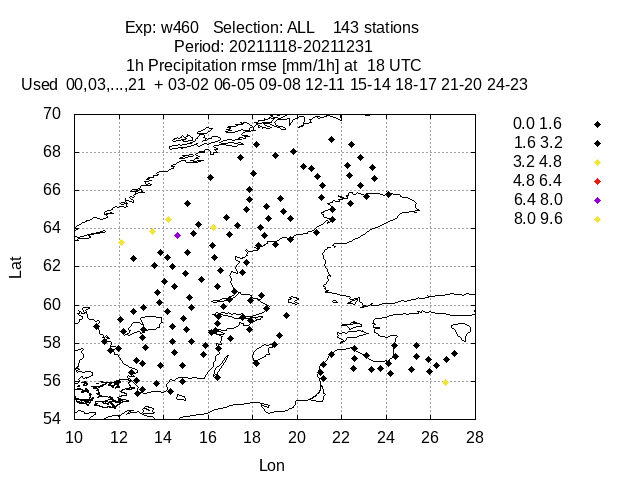 Exp: w460   Selection: ALL    143 stations
Period: 20211118-20211231
1h Precipitation rmse [mm/1h] at  18 UTC
Used  00,03,...,21  + 03-02 06-05 09-08 12-11 15-14 18-17 21-20 24-23
70
68
66
64
62
60
58
56
54
Lat
10 12 14 16 18 20 22 24 26 28
Lon
0.0 1.6
1.6 3.2
3.2 4.8
4.8 6.4
6.4 8.0
8.0 9.6